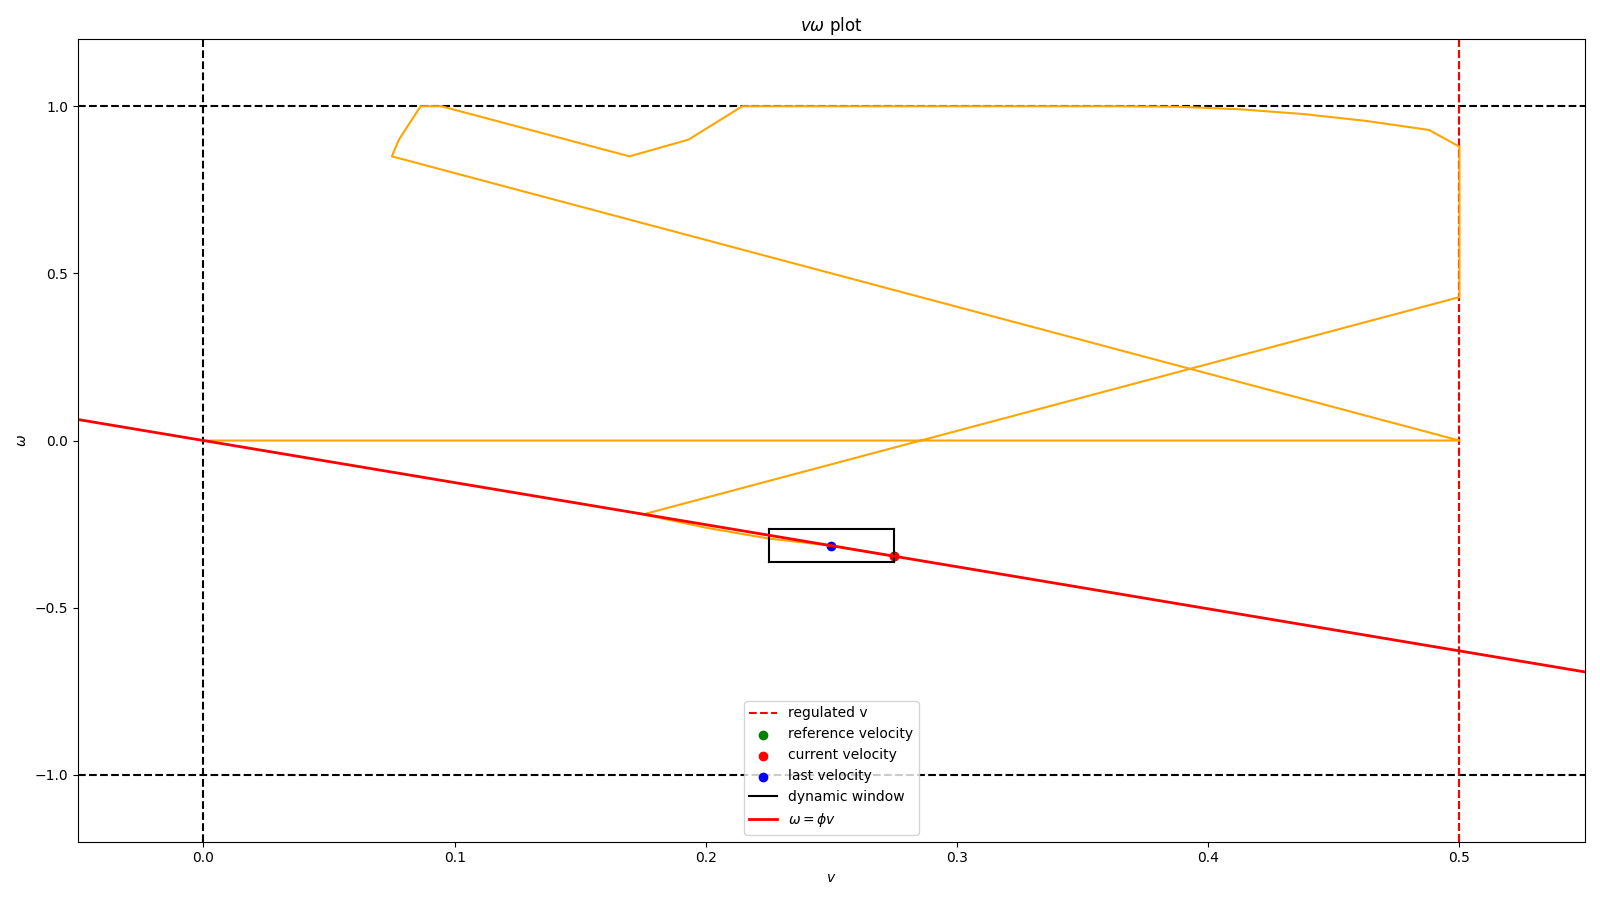 vω plot
ω
1.0
0.5
0.0
−0.5
−1.0
regulated v
reference velocity
current velocity
last velocity
dynamic window
ω = ϕv
0.0 0.1 0.2 0.3 0.4 0.5
v